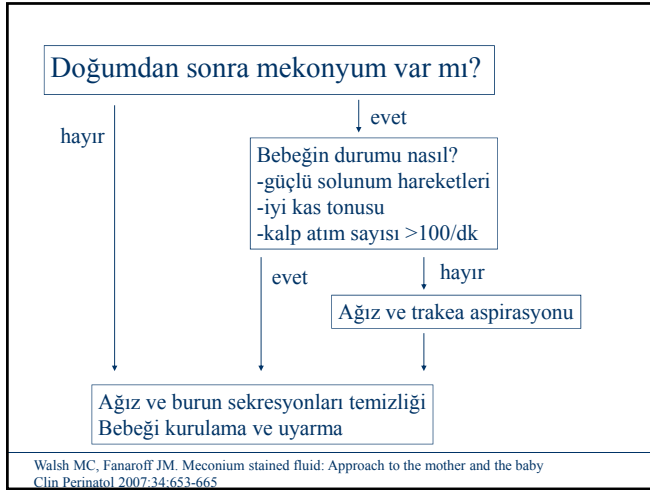 Doğumdan sonra mekonyum var mı?
hayır
evet
Bebeğin durumu nasıl?
-güçlü solunum hareketleri
-iyi kas tonusu
-kalp atım sayısı >100/dk
evet
hayır
Ağız ve trakea aspirasyonu
Ağız ve burun sekresyonları temizliği
Bebeği kurulama ve uyarma
Walsh MC, Fanaroff JM. Meconium stained fluid: Approach to the mother and the baby
Clin Perinatol 2007:34:653-665